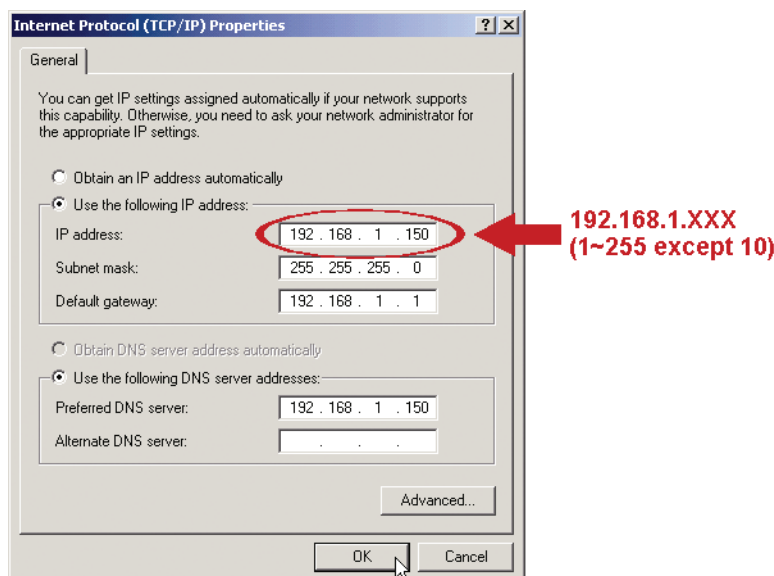 Internet Protocol (TCP/IP) Properties
General
You can get IP settings assigned automatically if your network supports
this capability. Otherwise, you need to ask your network administrator for
the appropriate IP settings.
Obtain an IP address automatically
Use the following IP address:
IP address: 192 . 168 . 1 . 150
192.168.1.XXX
(1~255 except 10)
Subnet mask: 255 . 255 . 255 . 0
Default gateway: 192 . 168 . 1 . 1
Obtain DNS server address automatically
Use the following DNS server addresses:
Preferred DNS server: 192 . 168 . 1 . 150
Alternate DNS server: . . .
Advanced...
OK Cancel